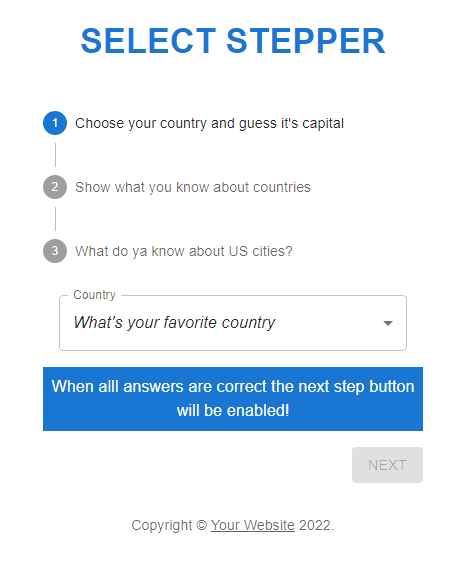 SELECT STEPPER
1 Choose your country and guess it's capital
2 Show what you know about countries
3 What do ya know about US cities?
Country
What's your favorite country
When alll answers are correct the next step button
will be enabled!
NEXT
Copyright © Your Website 2022.